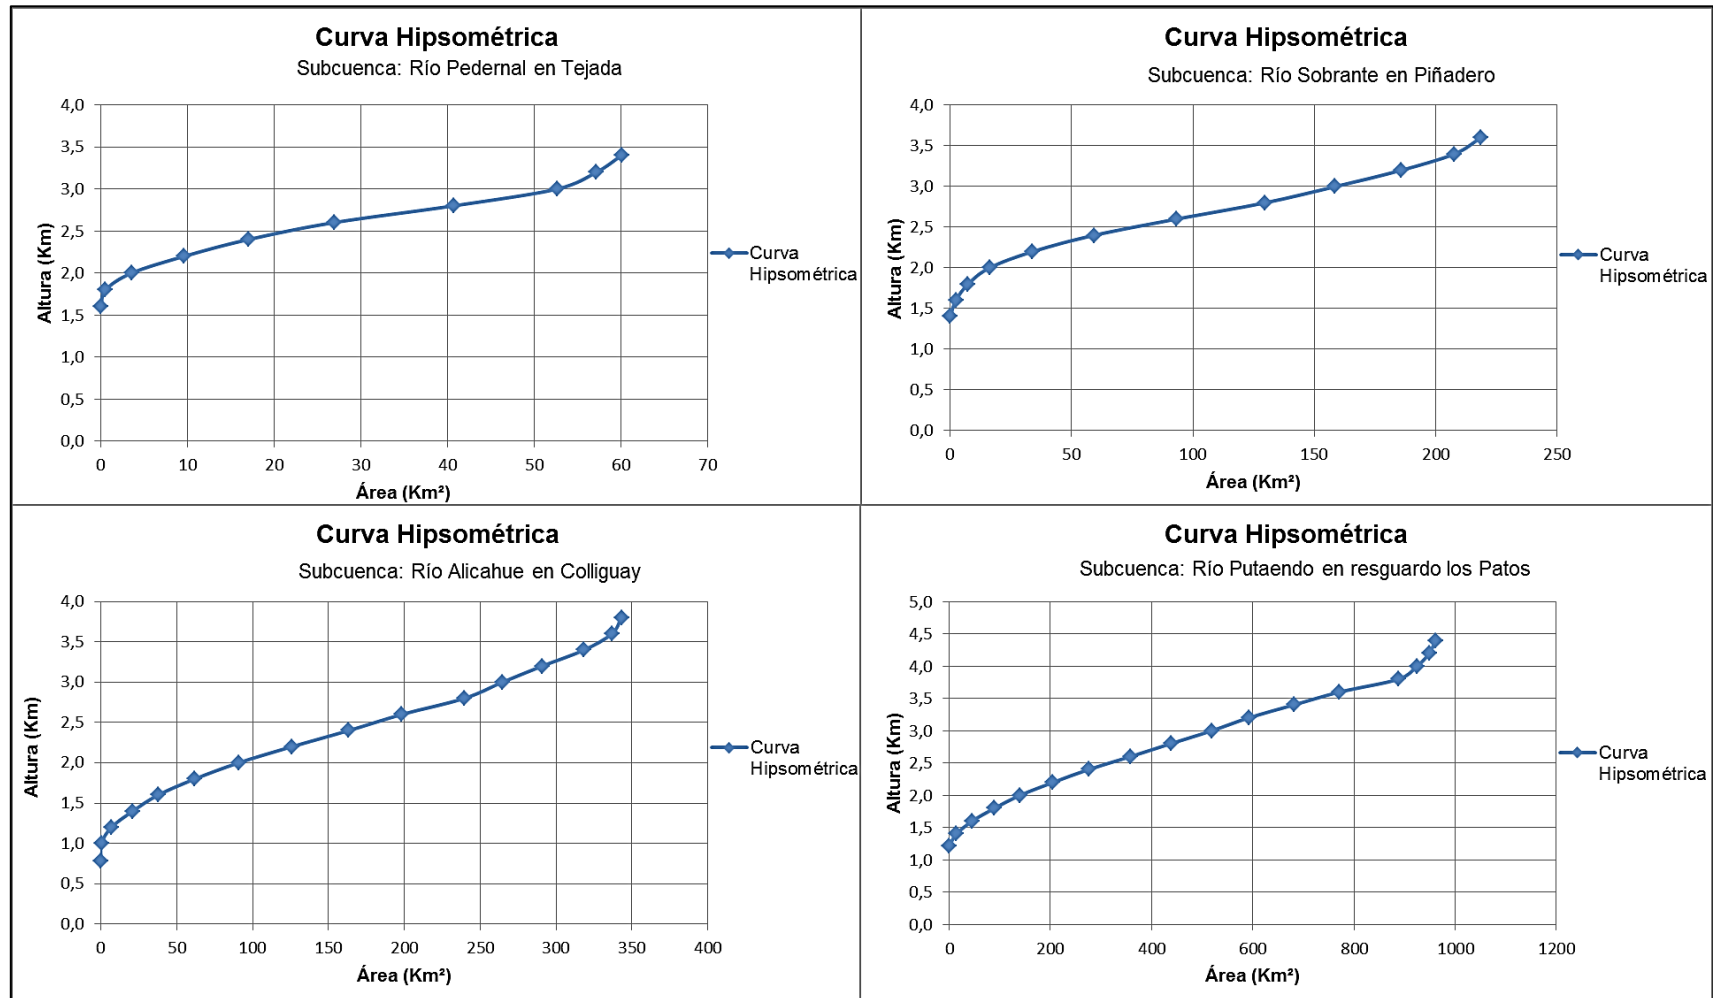 Curva Hipsométrica
Subcuenca: Río Pedernal en Tejada
4,0
3,5
3,0
2,5
2,0
1,5
1,0
0,5
0,0
Altura (Km)
0 10 20 30 40 50 60 70
Área (Km²)
Curva
Hipsométrica
Curva Hipsométrica
Subcuenca: Río Sobrante en Piñadero
4,0
3,5
3,0
2,5
2,0
1,5
1,0
0,5
0,0
Altura (Km)
0 50 100 150 200 250
Área (Km²)
Curva
Hipsométrica
Curva Hipsométrica
Subcuenca: Río Alicahue en Colliguay
4,0
3,5
3,0
2,5
2,0
1,5
1,0
0,5
0,0
Altura (Km)
0 50 100 150 200 250 300 350 400
Área (Km²)
Curva
Hipsométrica
Curva Hipsométrica
Subcuenca: Río Putaendo en resguardo los Patos
5,0
4,5
4,0
3,5
3,0
2,5
2,0
1,5
1,0
0,5
0,0
Altura (Km)
0 200 400 600 800 1000 1200
Área (Km²)
Curva
Hipsométrica